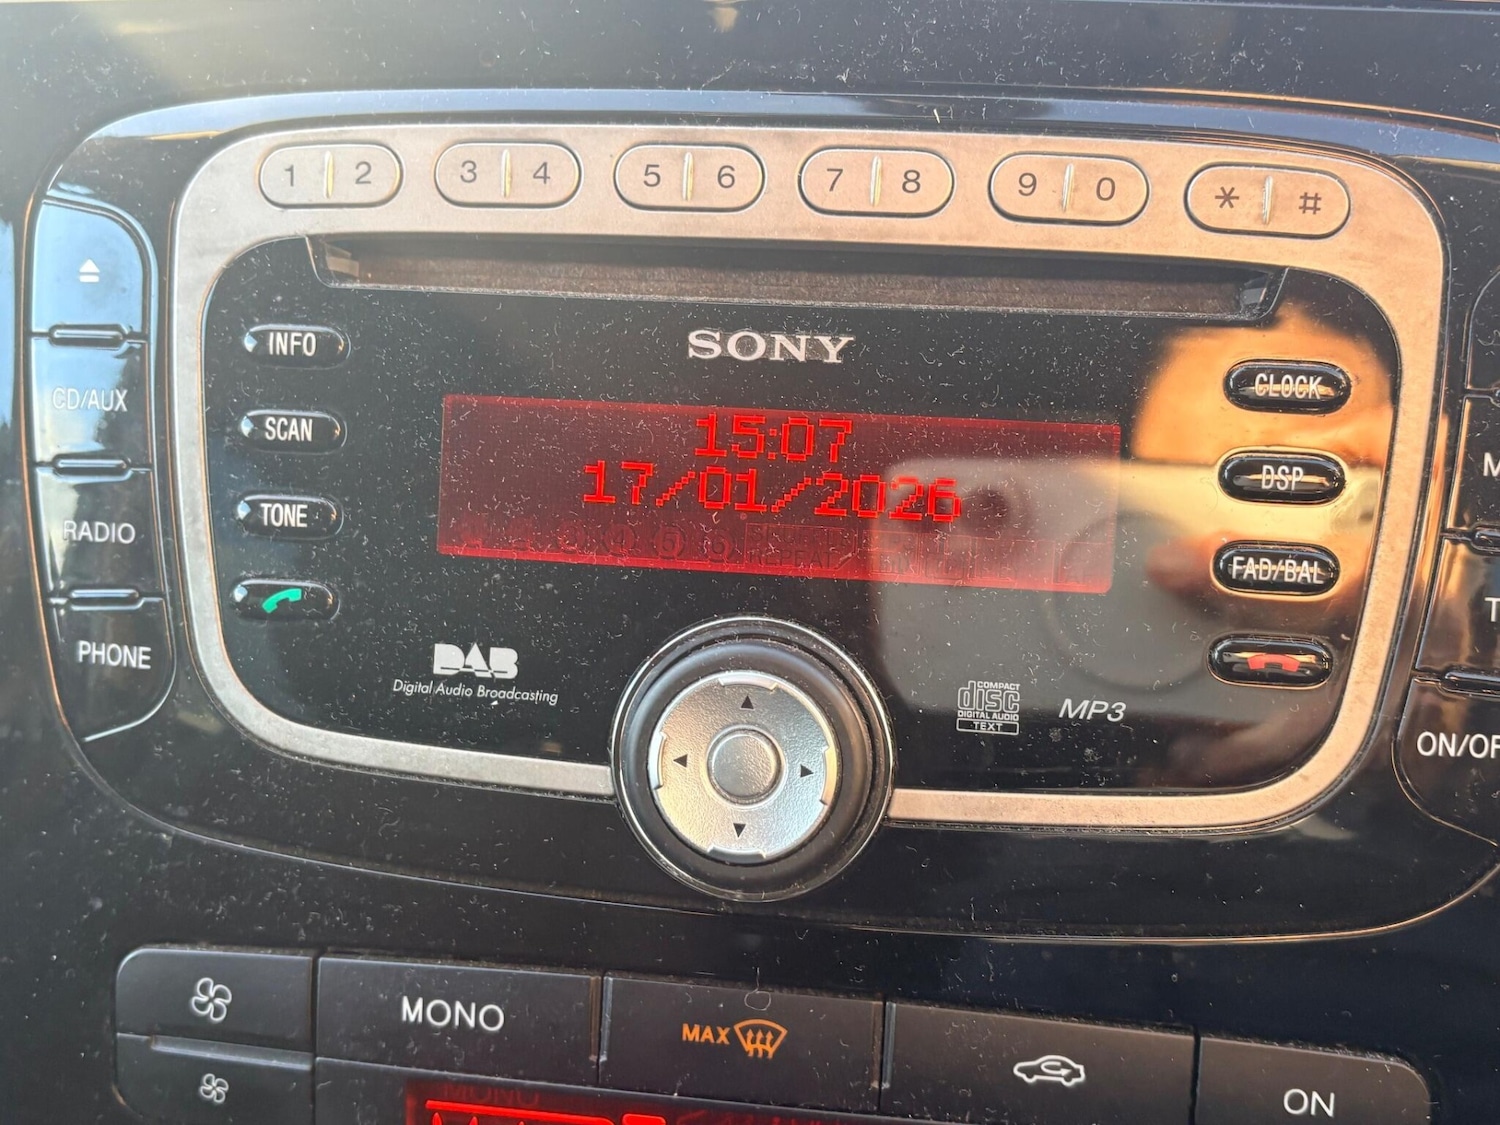 1 2 3 4 5 6 7 8 9 0 * #
SONY
INFO
CLOCK
CD/AUX
15:07
SCAN
17/01/2026
DSP
RADIO
TONE
FAD/BAL
PHONE
DAB
Digital Audio Broadcasting
COMPACT
disc
DIGITAL AUDIO
TEXT
MP3
MONO
MAX
ON
MONO